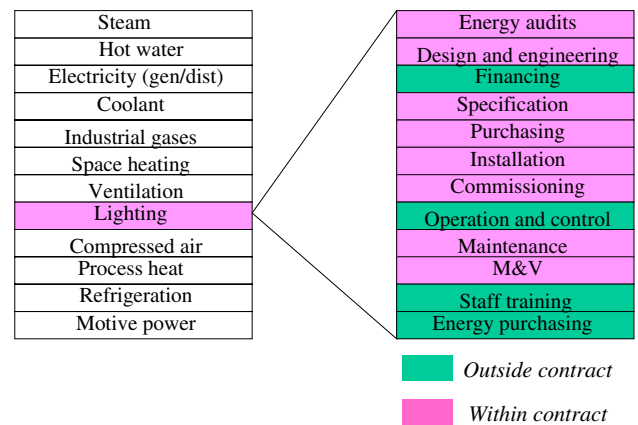 Steam
Hot water
Electricity (gen/dist)
Coolant
Industrial gases
Space heating
Ventilation
Lighting
Compressed air
Process heat
Refrigeration
Motive power
Energy audits
Design and engineering
Financing
Specification
Purchasing
Installation
Commissioning
Operation and control
Maintenance
M&V
Staff training
Energy purchasing
Outside contract
Within contract